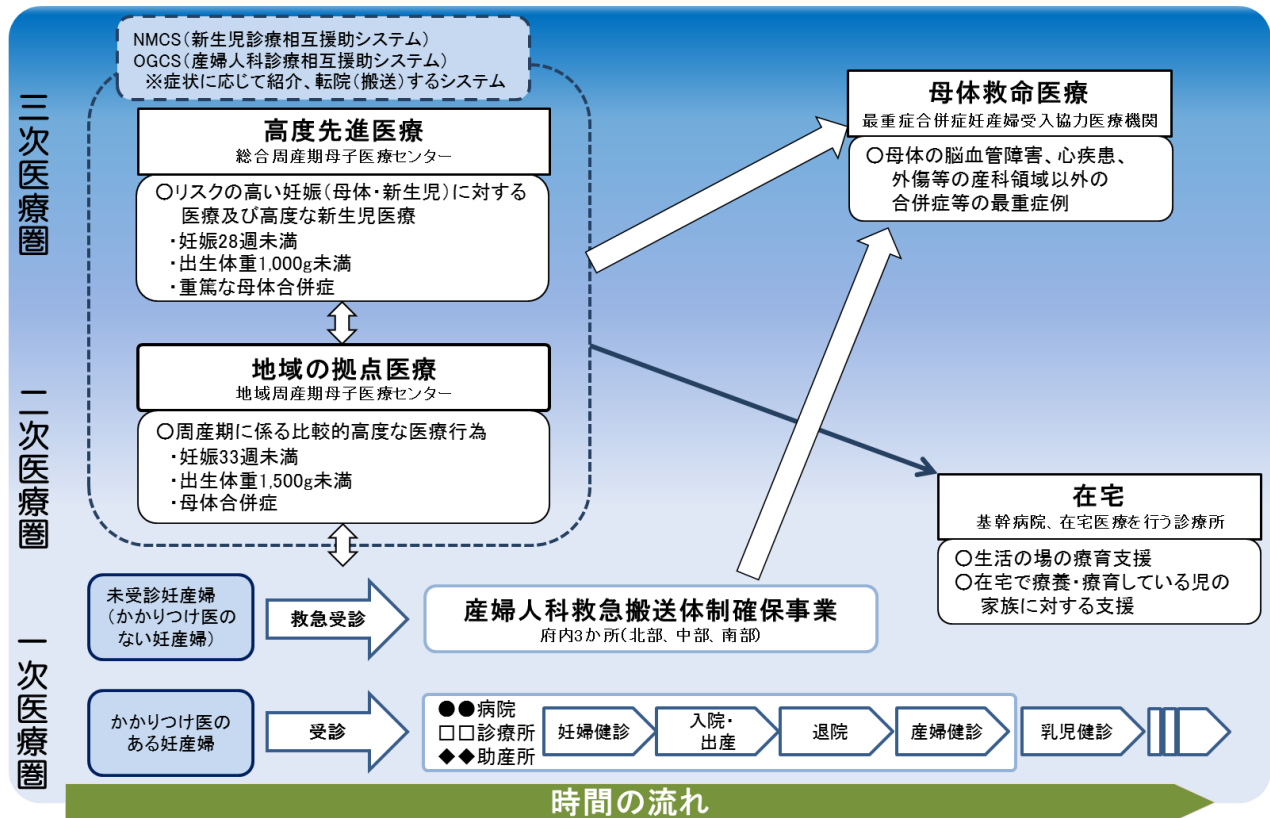 NMCS(新生児診療相互援助システム)
OGCS(産婦人科診療相互援助システム)
※症状に応じて紹介、転院(搬送)するシステム
三次医療圏
高度先進医療
総合周産期母子医療センター
○リスクの高い妊娠(母体・新生児)に対する
医療及び高度な新生児医療
・妊娠28週未満
・出生体重1,000g未満
・重篤な母体合併症
母体救命医療
最重症合併症妊産婦受入協力医療機関
○母体の脳血管障害、心疾患、
外傷等の産科領域以外の
合併症等の最重症例
二次医療圏
地域の拠点医療
地域周産期母子医療センター
○周産期に係る比較的高度な医療行為
・妊娠33週未満
・出生体重1,500g未満
・母体合併症
在宅
基幹病院、在宅医療を行う診療所
○生活の場の療育支援
○在宅で療養・療育している児の
家族に対する支援
一次医療圏
未受診妊産婦
(かかりつけ医の
ない妊産婦)
救急受診
産婦人科救急搬送体制確保事業
府内3か所(北部、中部、南部)
かかりつけ医の
ある妊産婦
受診
●●病院
□□診療所
◆◆助産所
妊婦健診
入院・
出産
退院
産婦健診
乳児健診
時間の流れ